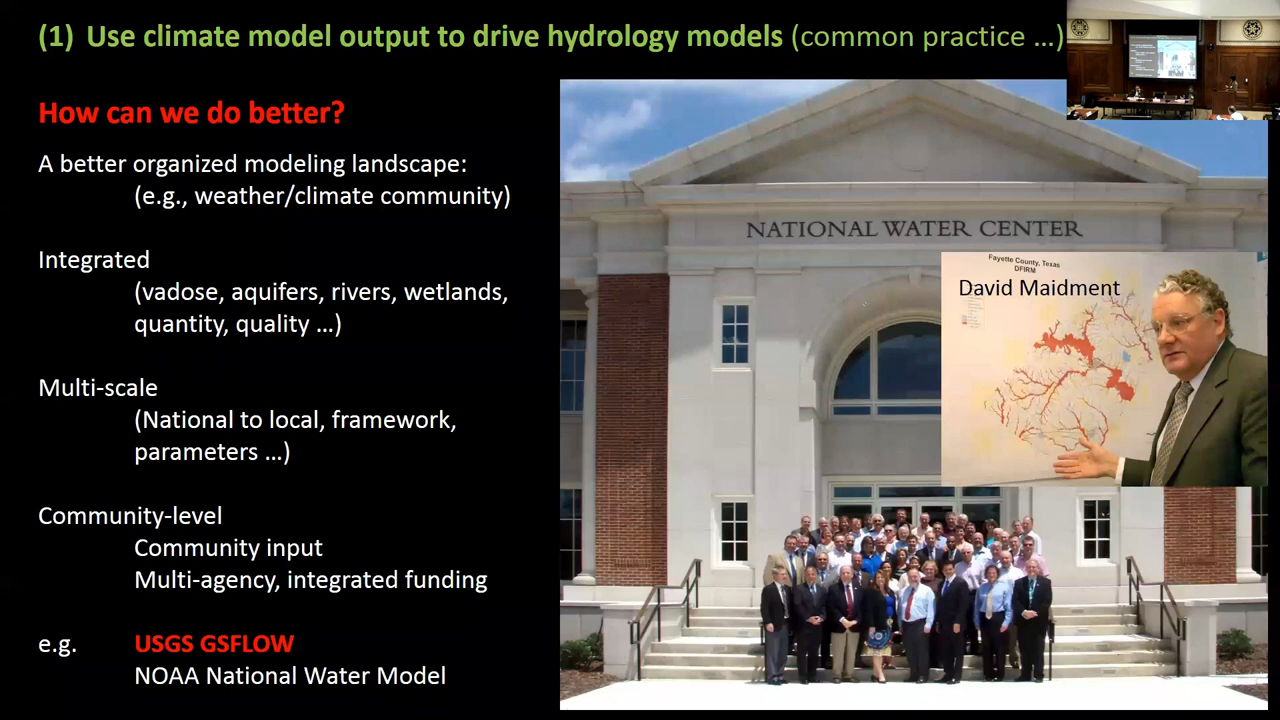 (1) Use climate model output to drive hydrology models (common practice …)
How can we do better?
A better organized modeling landscape:
(e.g., weather/climate community)
Integrated
(vadose, aquifers, rivers, wetlands,
quantity, quality …)
Multi-scale
(National to local, framework,
parameters …)
Community-level
Community input
Multi-agency, integrated funding
e.g. USGS GSFLOW
NOAA National Water Model
NATIONAL WATER CENTER
Fayette County, Texas
DFIRM
David Maidment